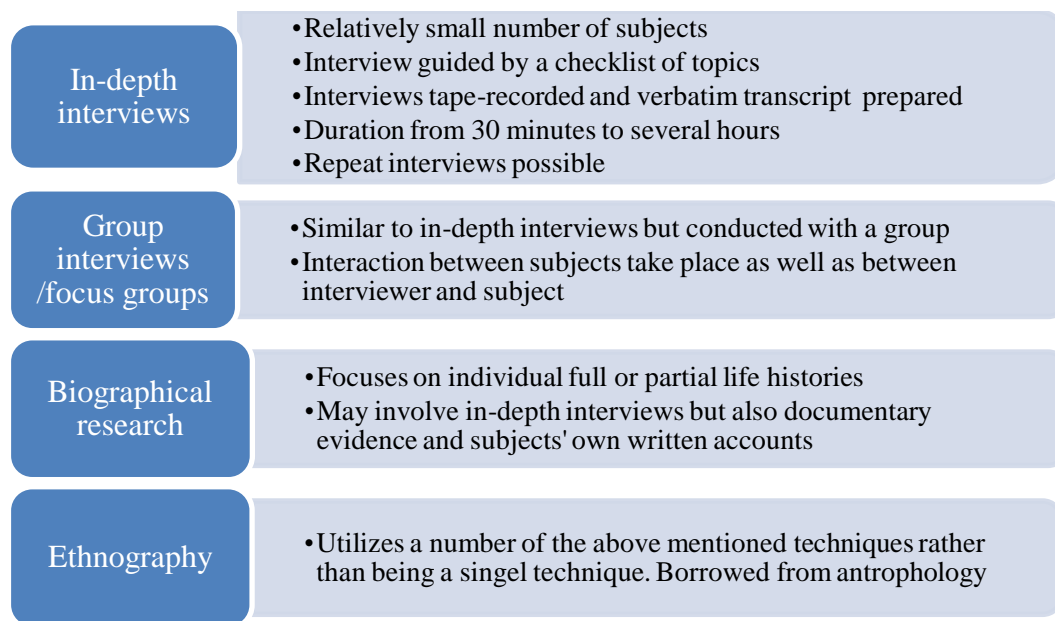 In-depth
interviews
•Relatively small number of subjects
•Interview guided by a checklist of topics
•Interviews tape-recorded and verbatim transcript prepared
•Duration from 30 minutes to several hours
•Repeat interviews possible
Group
interviews
/focus groups
•Similar to in-depth interviews but conducted with a group
•Interaction between subjects take place as well as between
interviewer and subject
Biographical
research
•Focuses on individual full or partial life histories
•May involve in-depth interviews but also documentary
evidence and subjects' own written accounts
Ethnography
•Utilizes a number of the above mentioned techniques rather
than being a singel technique. Borrowed from antrophology